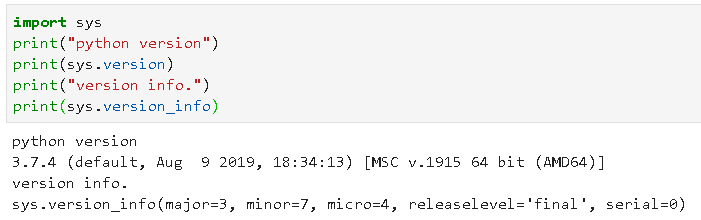 import sys
print("python version")
print(sys.version)
print("version info.")
print(sys.version_info)
python version
3.7.4 (default, Aug  9 2019, 18:34:13) [MSC v.1915 64 bit (AMD64)]
version info.
sys.version_info(major=3, minor=7, micro=4, releaselevel='final', serial=0)